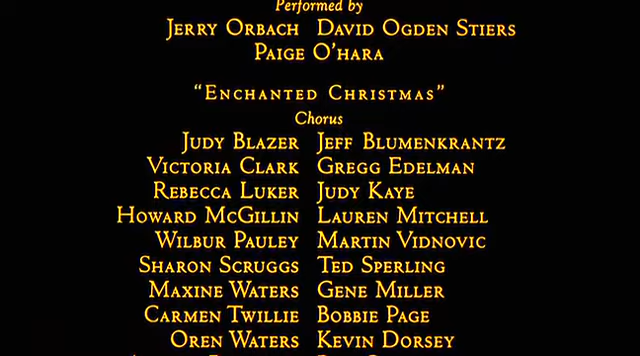 Performed by
JERRY ORBACH DAVID OGDEN STIERS
PAIGE O'HARA
"ENCHANTED CHRISTMAS"
Chorus
JUDY BLAZER JEFF BLUMENKRANTZ
VICTORIA CLARK GREGG EDELMAN
REBECCA LUKER JUDY KAYE
HOWARD MCGILLIN LAUREN MITCHELL
WILBUR PAULEY MARTIN VIDNOVIC
SHARON SCRUGGS TED SPERLING
MAXINE WATERS GENE MILLER
CARMEN TWILLIE BOBBIE PAGE
OREN WATERS KEVIN DORSEY